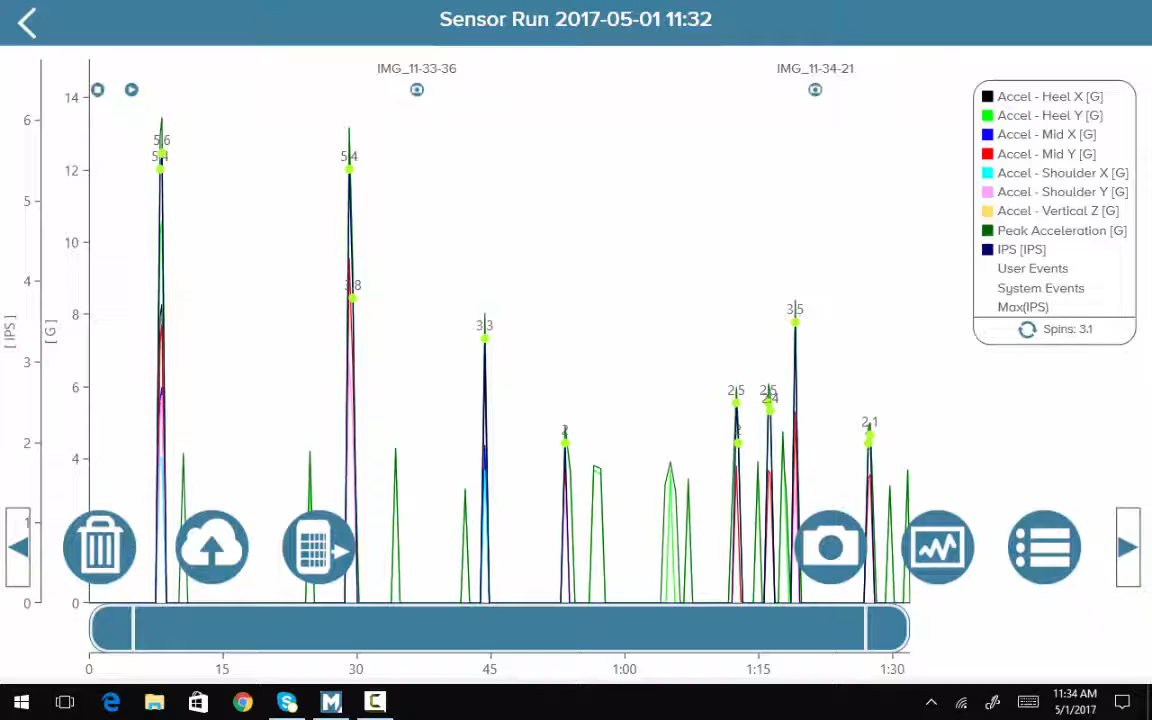 Sensor Run 2017-05-01 11:32
IMG_11-33-36
IMG_11-34-21
[ IPS ]
6
5
4
3
2
1
0
[ G ]
14
12
10
8
6
4
0
5.6
5.4
3.3
2
2.5
2.4
3.5
2.1
Accel - Heel X [G]
Accel - Heel Y [G]
Accel - Mid X [G]
Accel - Mid Y [G]
Accel - Shoulder X [G]
Accel - Shoulder Y [G]
Accel - Vertical Z [G]
Peak Acceleration [G]
IPS [IPS]
User Events
System Events
Max(IPS)
Spins: 3.1
0 15 30 45 1:00 1:15 1:30
11:34 AM
5/1/2017